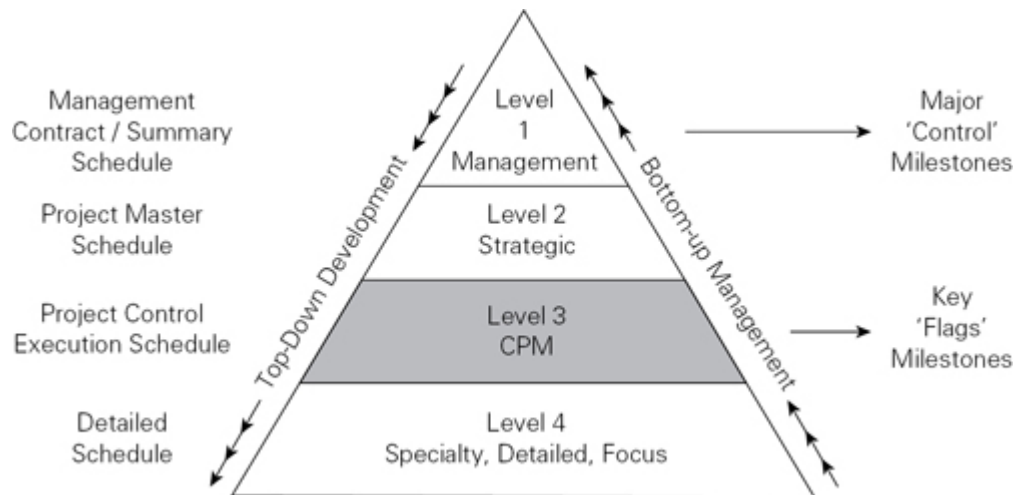 Management
Contract / Summary
Schedule
Level
1
Management
Major
‘Control’
Milestones
Project Master
Schedule
Level 2
Strategic
Project Control
Execution Schedule
Level 3
CPM
Key
‘Flags’
Milestones
Detailed
Schedule
Level 4
Specialty, Detailed, Focus
Top-Down Development
Bottom-up Management